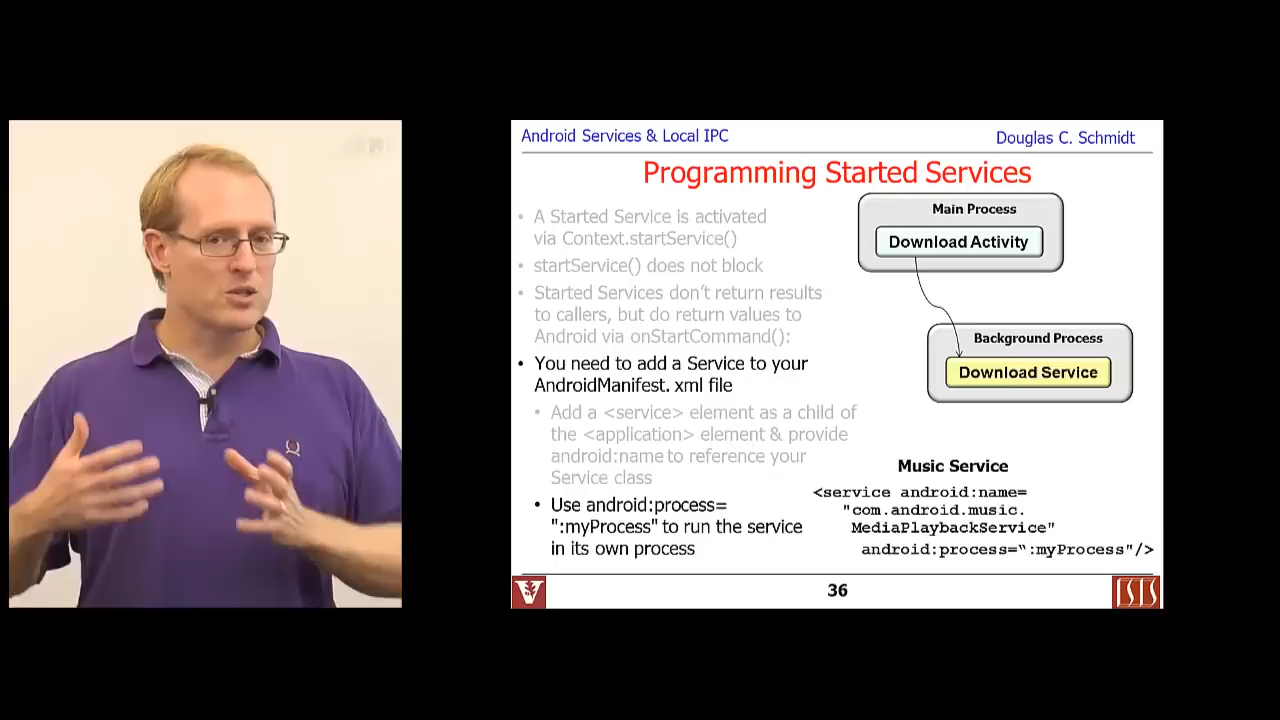 Android Services & Local IPC
Douglas C. Schmidt
Programming Started Services
• A Started Service is activated
via Context.startService()
• startService() does not block
• Started Services don't return results
to callers, but do return values to
Android via onStartCommand():
• You need to add a Service to your
AndroidManifest. xml file
• Add a <service> element as a child of
the <application> element & provide
android:name to reference your
Service class
• Use android:process=
":myProcess" to run the service
in its own process
Main Process
Download Activity
Background Process
Download Service
Music Service
<service android:name=
"com.android.music.
MediaPlaybackService"
android:process=“:myProcess"/>
36
V
ISIS